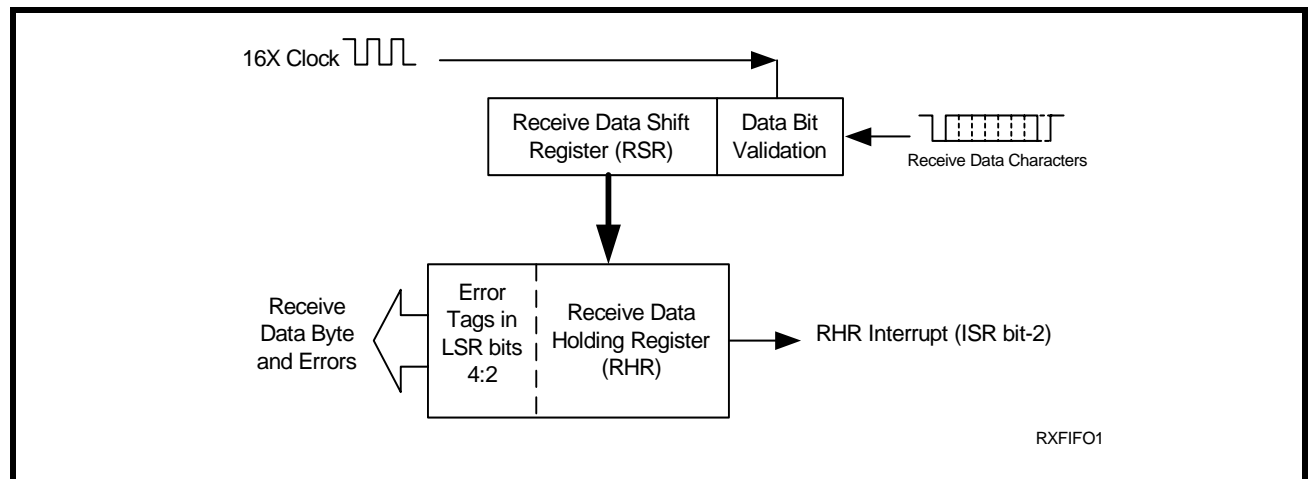 16X Clock
Receive Data Shift
Register (RSR)
Data Bit
Validation
Receive Data Characters
Receive
Data Byte
and Errors
Error
Tags in
LSR bits
4:2
Receive Data
Holding Register
(RHR)
RHR Interrupt (ISR bit-2)
RXFIFO1